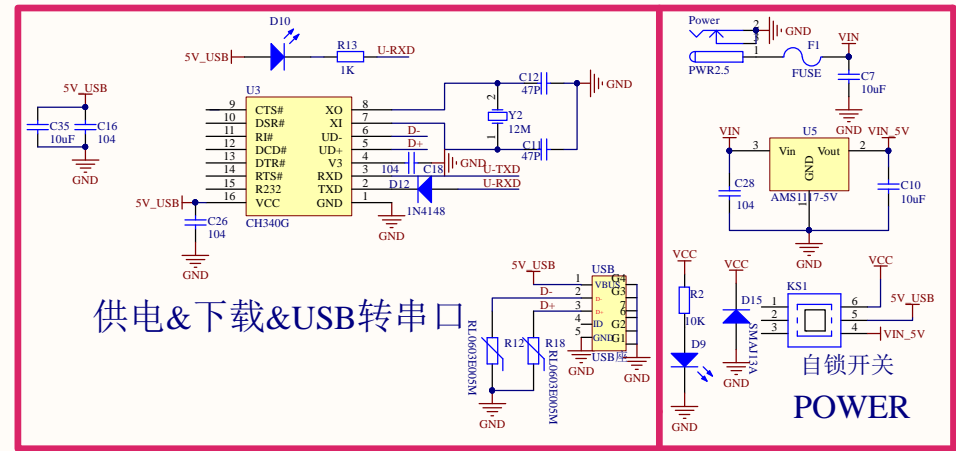 D10
5V_USB
R13
1K
U-RXD
5V_USB
C35
10uF
C16
104
GND
U3
9 CTS# XO 8
10 DSR# XI 7
11 RI# UD- 6
12 DCD# UD+ 5
13 DTR# V3 4
14 RTS# RXD 3
15 R232 TXD 2
16 VCC GND 1
CH340G
5V_USB
C26
104
GND
D-
D+
104
C18
GND
U-TXD
U-RXD
D12
1N4148
GND
C12
47P
2
Y2
12M
1
C11
47P
GND
供电&下载&USB转串口
5V_USB
D-
D+
USB
1 VBUS G4
2 D- G3
3 D+ 7
4 ID 6
G2
5 GND G1
USB座
GND
GND
R12
RL0603E005M
R18
RL0603E005M
GND
Power
2
3
1
GND
PWR2.5
F1
FUSE
VIN
C7
10uF
GND
VIN
U5
VIN_5V
3 Vin Vout 2
GND
1
AMS1117-5V
C28
104
C10
10uF
GND
VCC
R2
10K
D9
GND
VCC
D15
SMAJ13A
GND
KS1
1
2
3
6
5
4
VCC
5V_USB
VIN_5V
自锁开关
POWER